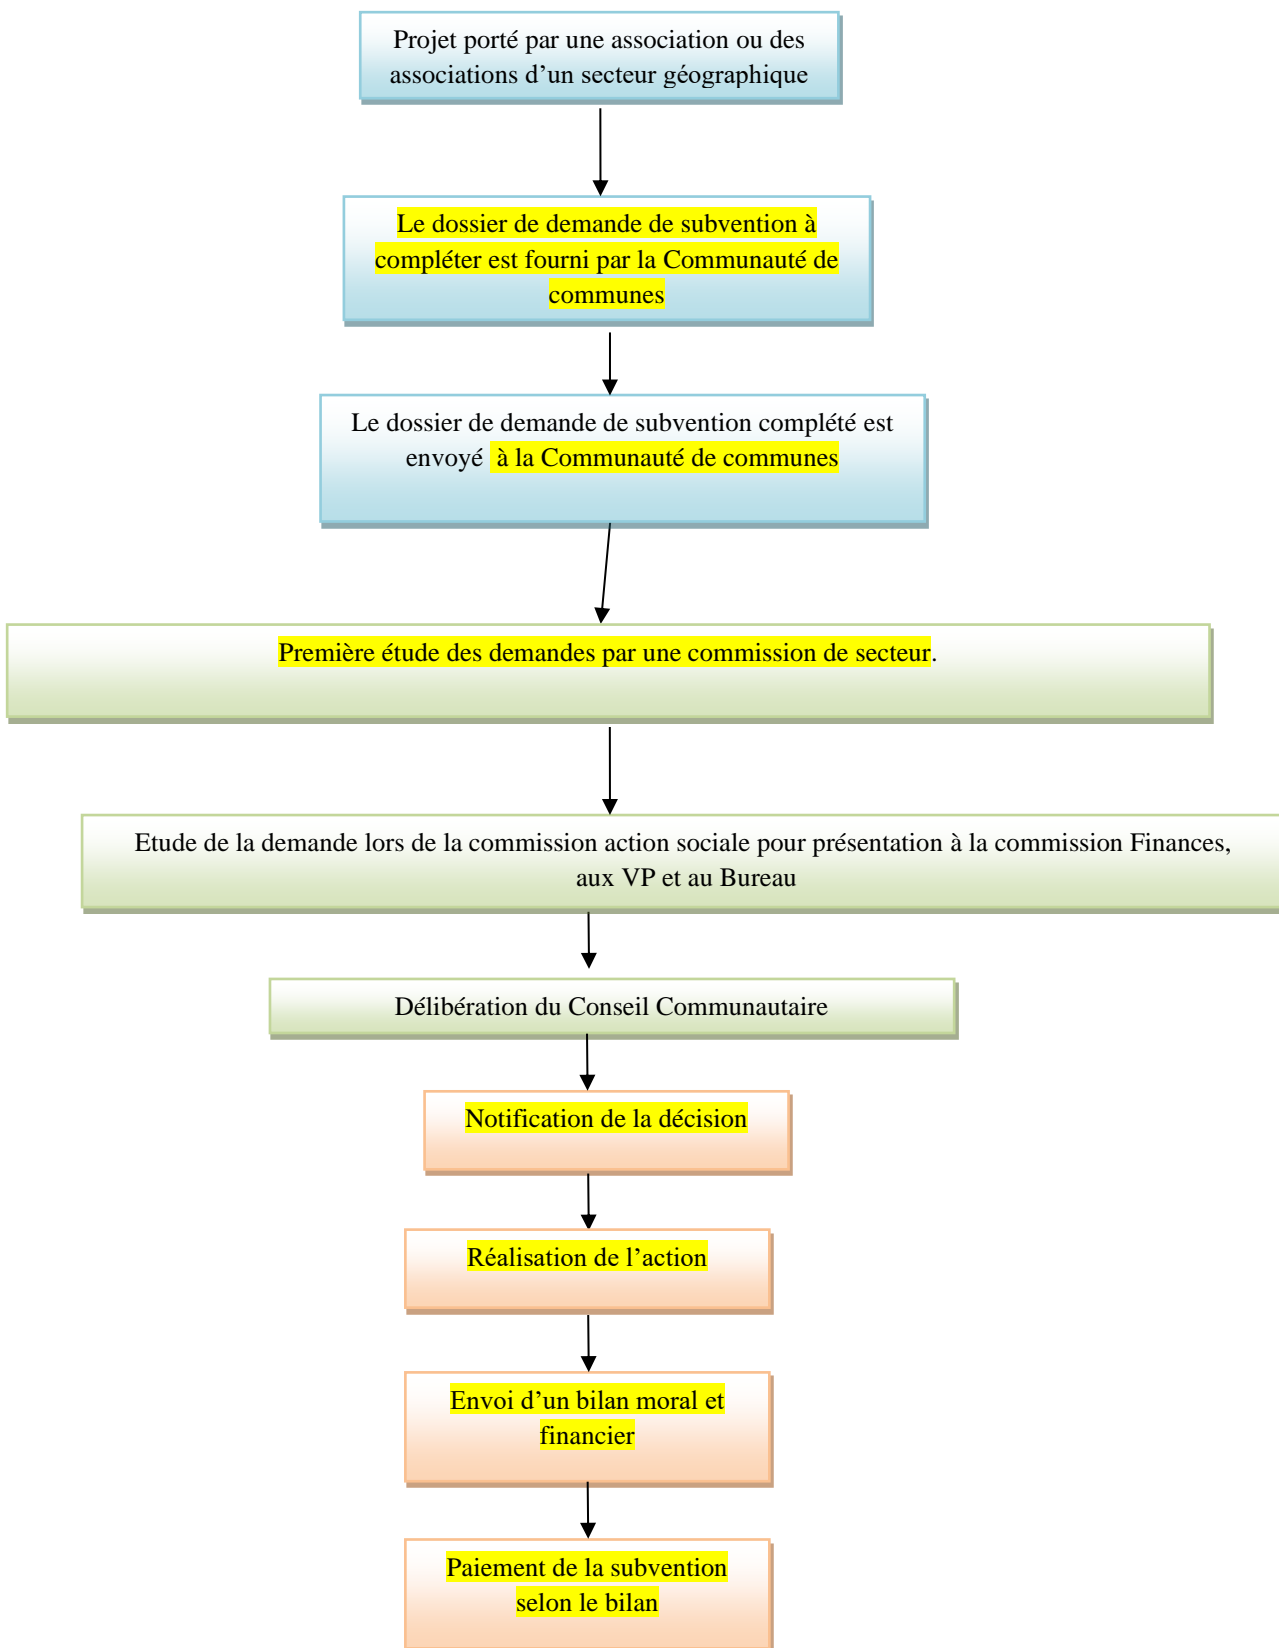 Projet porté par une association ou des
associations d’un secteur géographique
Le dossier de demande de subvention à
compléter est fourni par la Communauté de
communes
Le dossier de demande de subvention complété est
envoyé à la Communauté de communes
Première étude des demandes par une commission de secteur.
Etude de la demande lors de la commission action sociale pour présentation à la commission Finances,
aux VP et au Bureau
Délibération du Conseil Communautaire
Notification de la décision
Réalisation de l’action
Envoi d’un bilan moral et
financier
Paiement de la subvention
selon le bilan